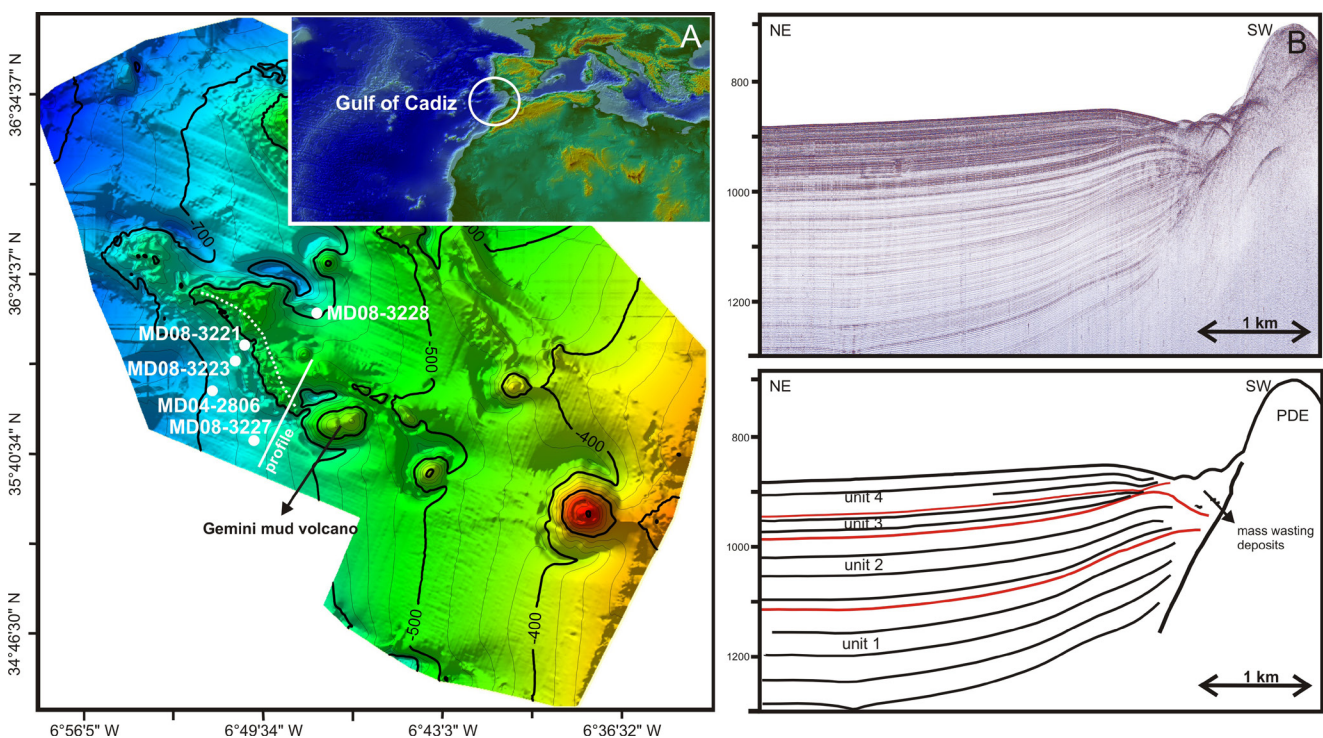 A
Gulf of Cadiz
36°34'37" N
36°34'37" N
35°40'34" N
34°46'30" N
-700
-500
-400
-500
-400
MD08-3228
MD08-3221
MD08-3223
MD04-2806
MD08-3227
profile
Gemini mud volcano
6°56'5" W
6°49'34" W
6°43'3" W
6°36'32" W
NE
SW
B
800
1000
1200
1 km
NE
SW
PDE
800
1000
1200
unit 4
unit 3
unit 2
unit 1
mass wasting
deposits
1 km